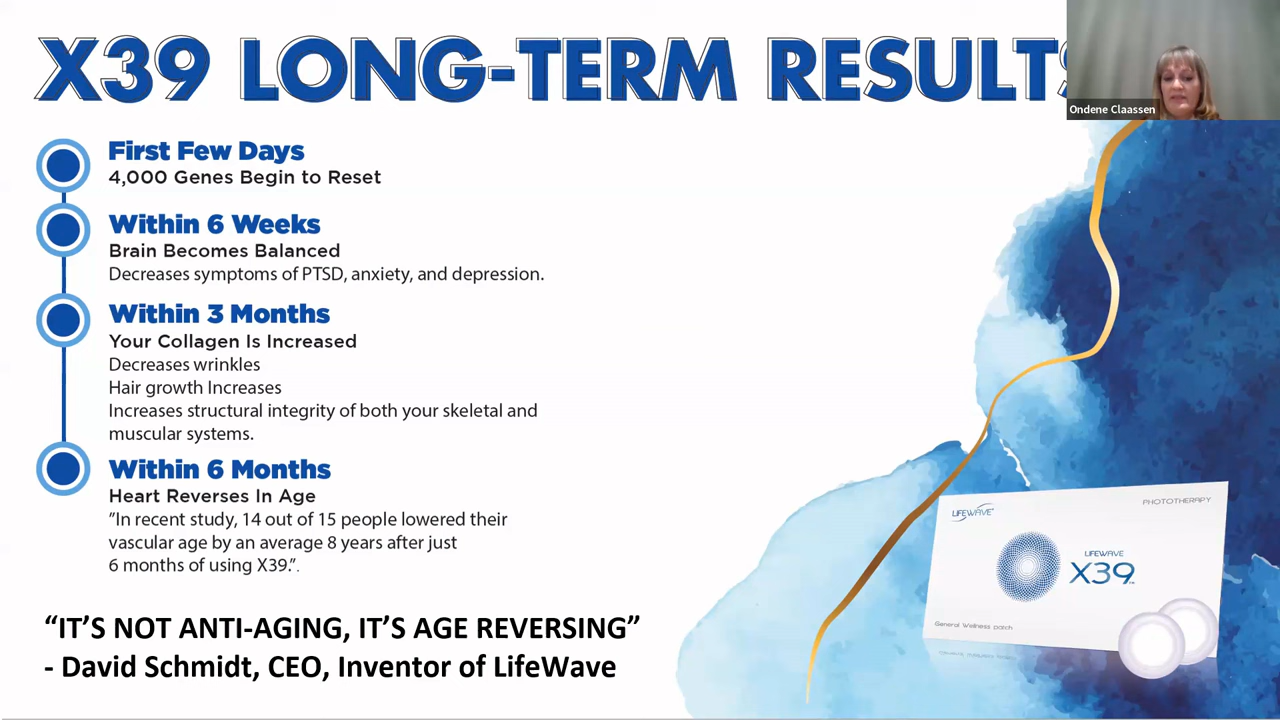 X39 LONG-TERM RESULTS
Ondene Claassen
First Few Days
4,000 Genes Begin to Reset
Within 6 Weeks
Brain Becomes Balanced
Decreases symptoms of PTSD, anxiety, and depression.
Within 3 Months
Your Collagen Is Increased
Decreases wrinkles
Hair growth Increases
Increases structural integrity of both your skeletal and
muscular systems.
Within 6 Months
Heart Reverses In Age
”In recent study, 14 out of 15 people lowered their
vascular age by an average 8 years after just
6 months of using X39.”.
“IT’S NOT ANTI-AGING, IT’S AGE REVERSING”
- David Schmidt, CEO, Inventor of LifeWave
LIFEWAVE
PHOTOTHERAPY
LIFEWAVE
X39
General Wellness patch